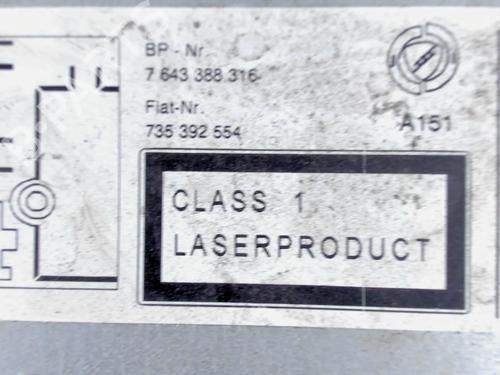 BP - Nr.
7 643 388 316
Fiat-Nr.
735 392 554
A151
CLASS 1
LASERPRODUCT